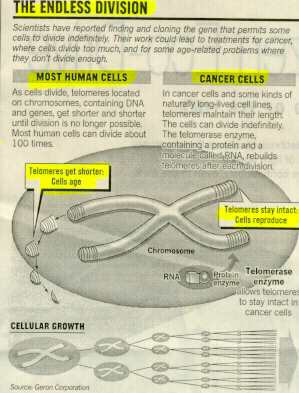 THE ENDLESS DIVISION
Scientists have reported finding and cloning the gene that permits some
cells to divide indefinitely. Their work could lead to treatments for cancer,
where cells divide too much, and for some age-related problems where
they don't divide enough.
MOST HUMAN CELLS
As cells divide, telomeres located
on chromosomes, containing DNA
and genes, get shorter and shorter
until division is no longer possible.
Most human cells can divide about
100 times.
CANCER CELLS
In cancer cells and some kinds of
naturally long-lived cell lines,
telomeres maintain their length.
The cells can divide indefinitely.
The telomerase enzyme,
containing a protein and a
molecule called RNA, rebuilds
telomeres after each division.
Telomeres get shorter:
Cells age
Telomeres stay intact:
Cells reproduce
Chromosome
RNA
Protein
enzyme
Telomerase
enzyme
allows telomeres
to stay intact in
cancer cells
CELLULAR GROWTH
Source: Geron Corporation